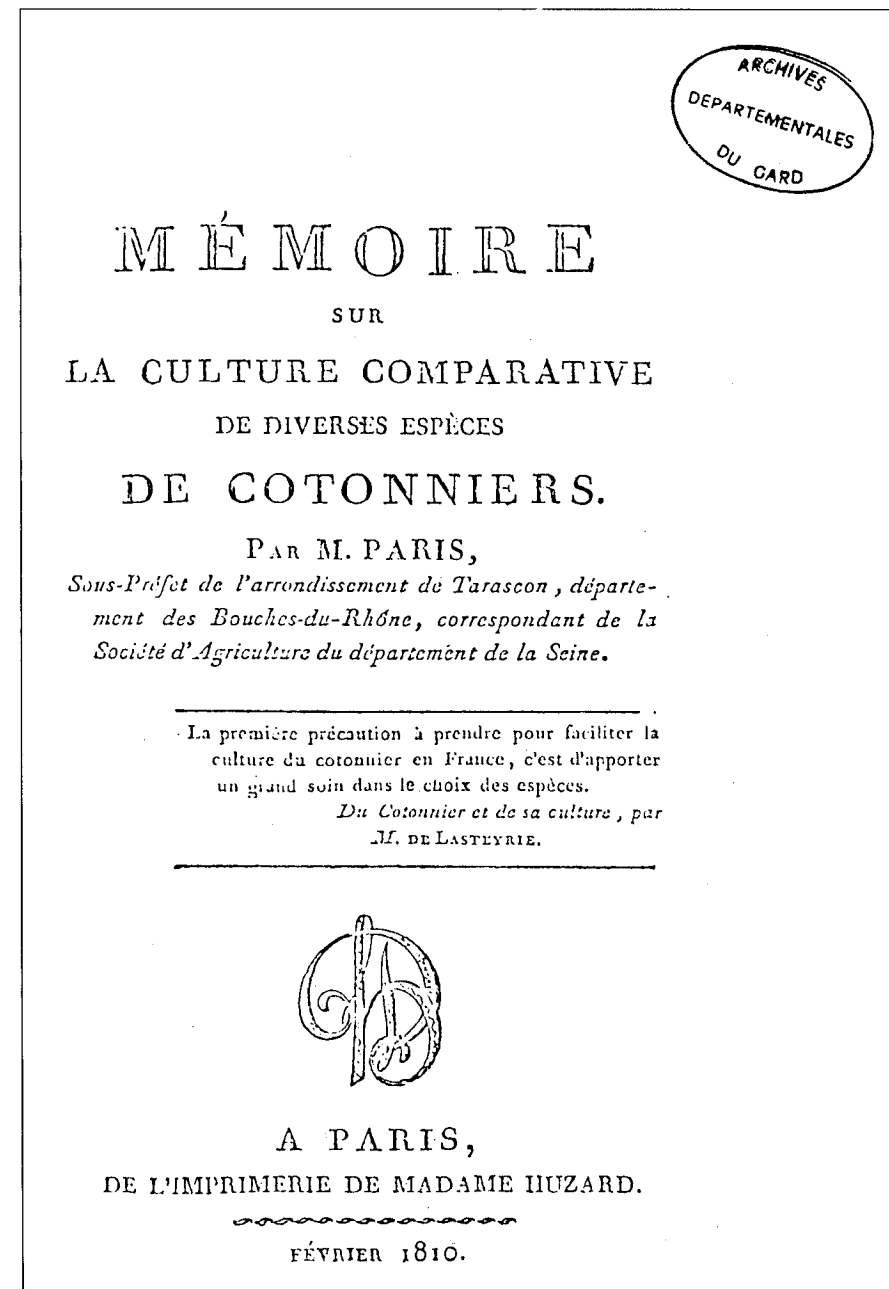 ARCHIVES
DEPARTEMENTALES
DU GARD
MÉMOIRE
SUR
LA CULTURE COMPARATIVE
DE DIVERSES ESPÈCES
DE COTONNIERS.
PAR M. PARIS,
Sous-Préfet de l'arrondissement de Tarascon, départe-
ment des Bouches-du-Rhône, correspondant de la
Société d'Agriculture du département de la Seine.
La première précaution à prendre pour faciliter la
culture du cotonnier en France, c'est d'apporter
un grand soin dans le choix des espèces.
Du Cotonnier et de sa culture, par
M. DE LASTEYRIE.
A PARIS,
DE L'IMPRIMERIE DE MADAME HUZARD.
FÉVRIER 1810.